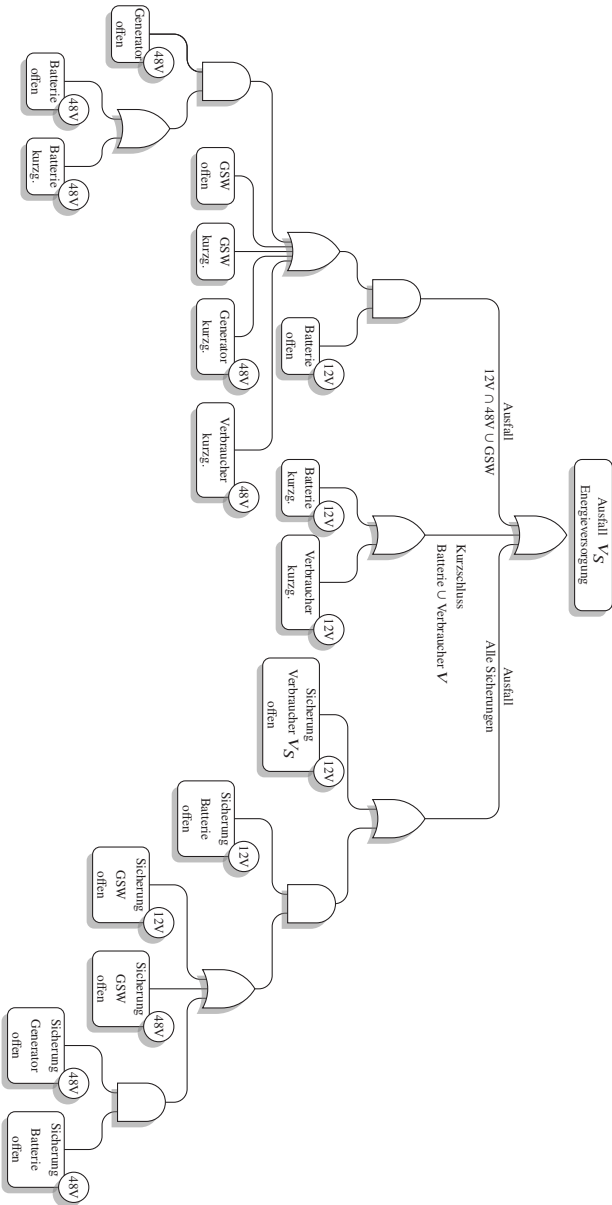 Ausfall VS
Energieversorgung
Ausfall
12V ∩ 48V ∪ GSW
Kurzschluss
Batterie ∪ Verbraucher V
Ausfall
Alle Sicherungen
Batterie
offen
12V
GSW
offen
GSW
kurzg.
Generator
kurzg.
48V
Verbraucher
kurzg.
48V
Generator
offen
48V
Batterie
offen
48V
Batterie
kurzg.
48V
Batterie
kurzg.
12V
Verbraucher
kurzg.
12V
Sicherung
Verbraucher VS
offen
12V
Sicherung
Batterie
offen
12V
Sicherung
GSW
offen
12V
Sicherung
GSW
offen
48V
Sicherung
Generator
offen
48V
Sicherung
Batterie
offen
48V